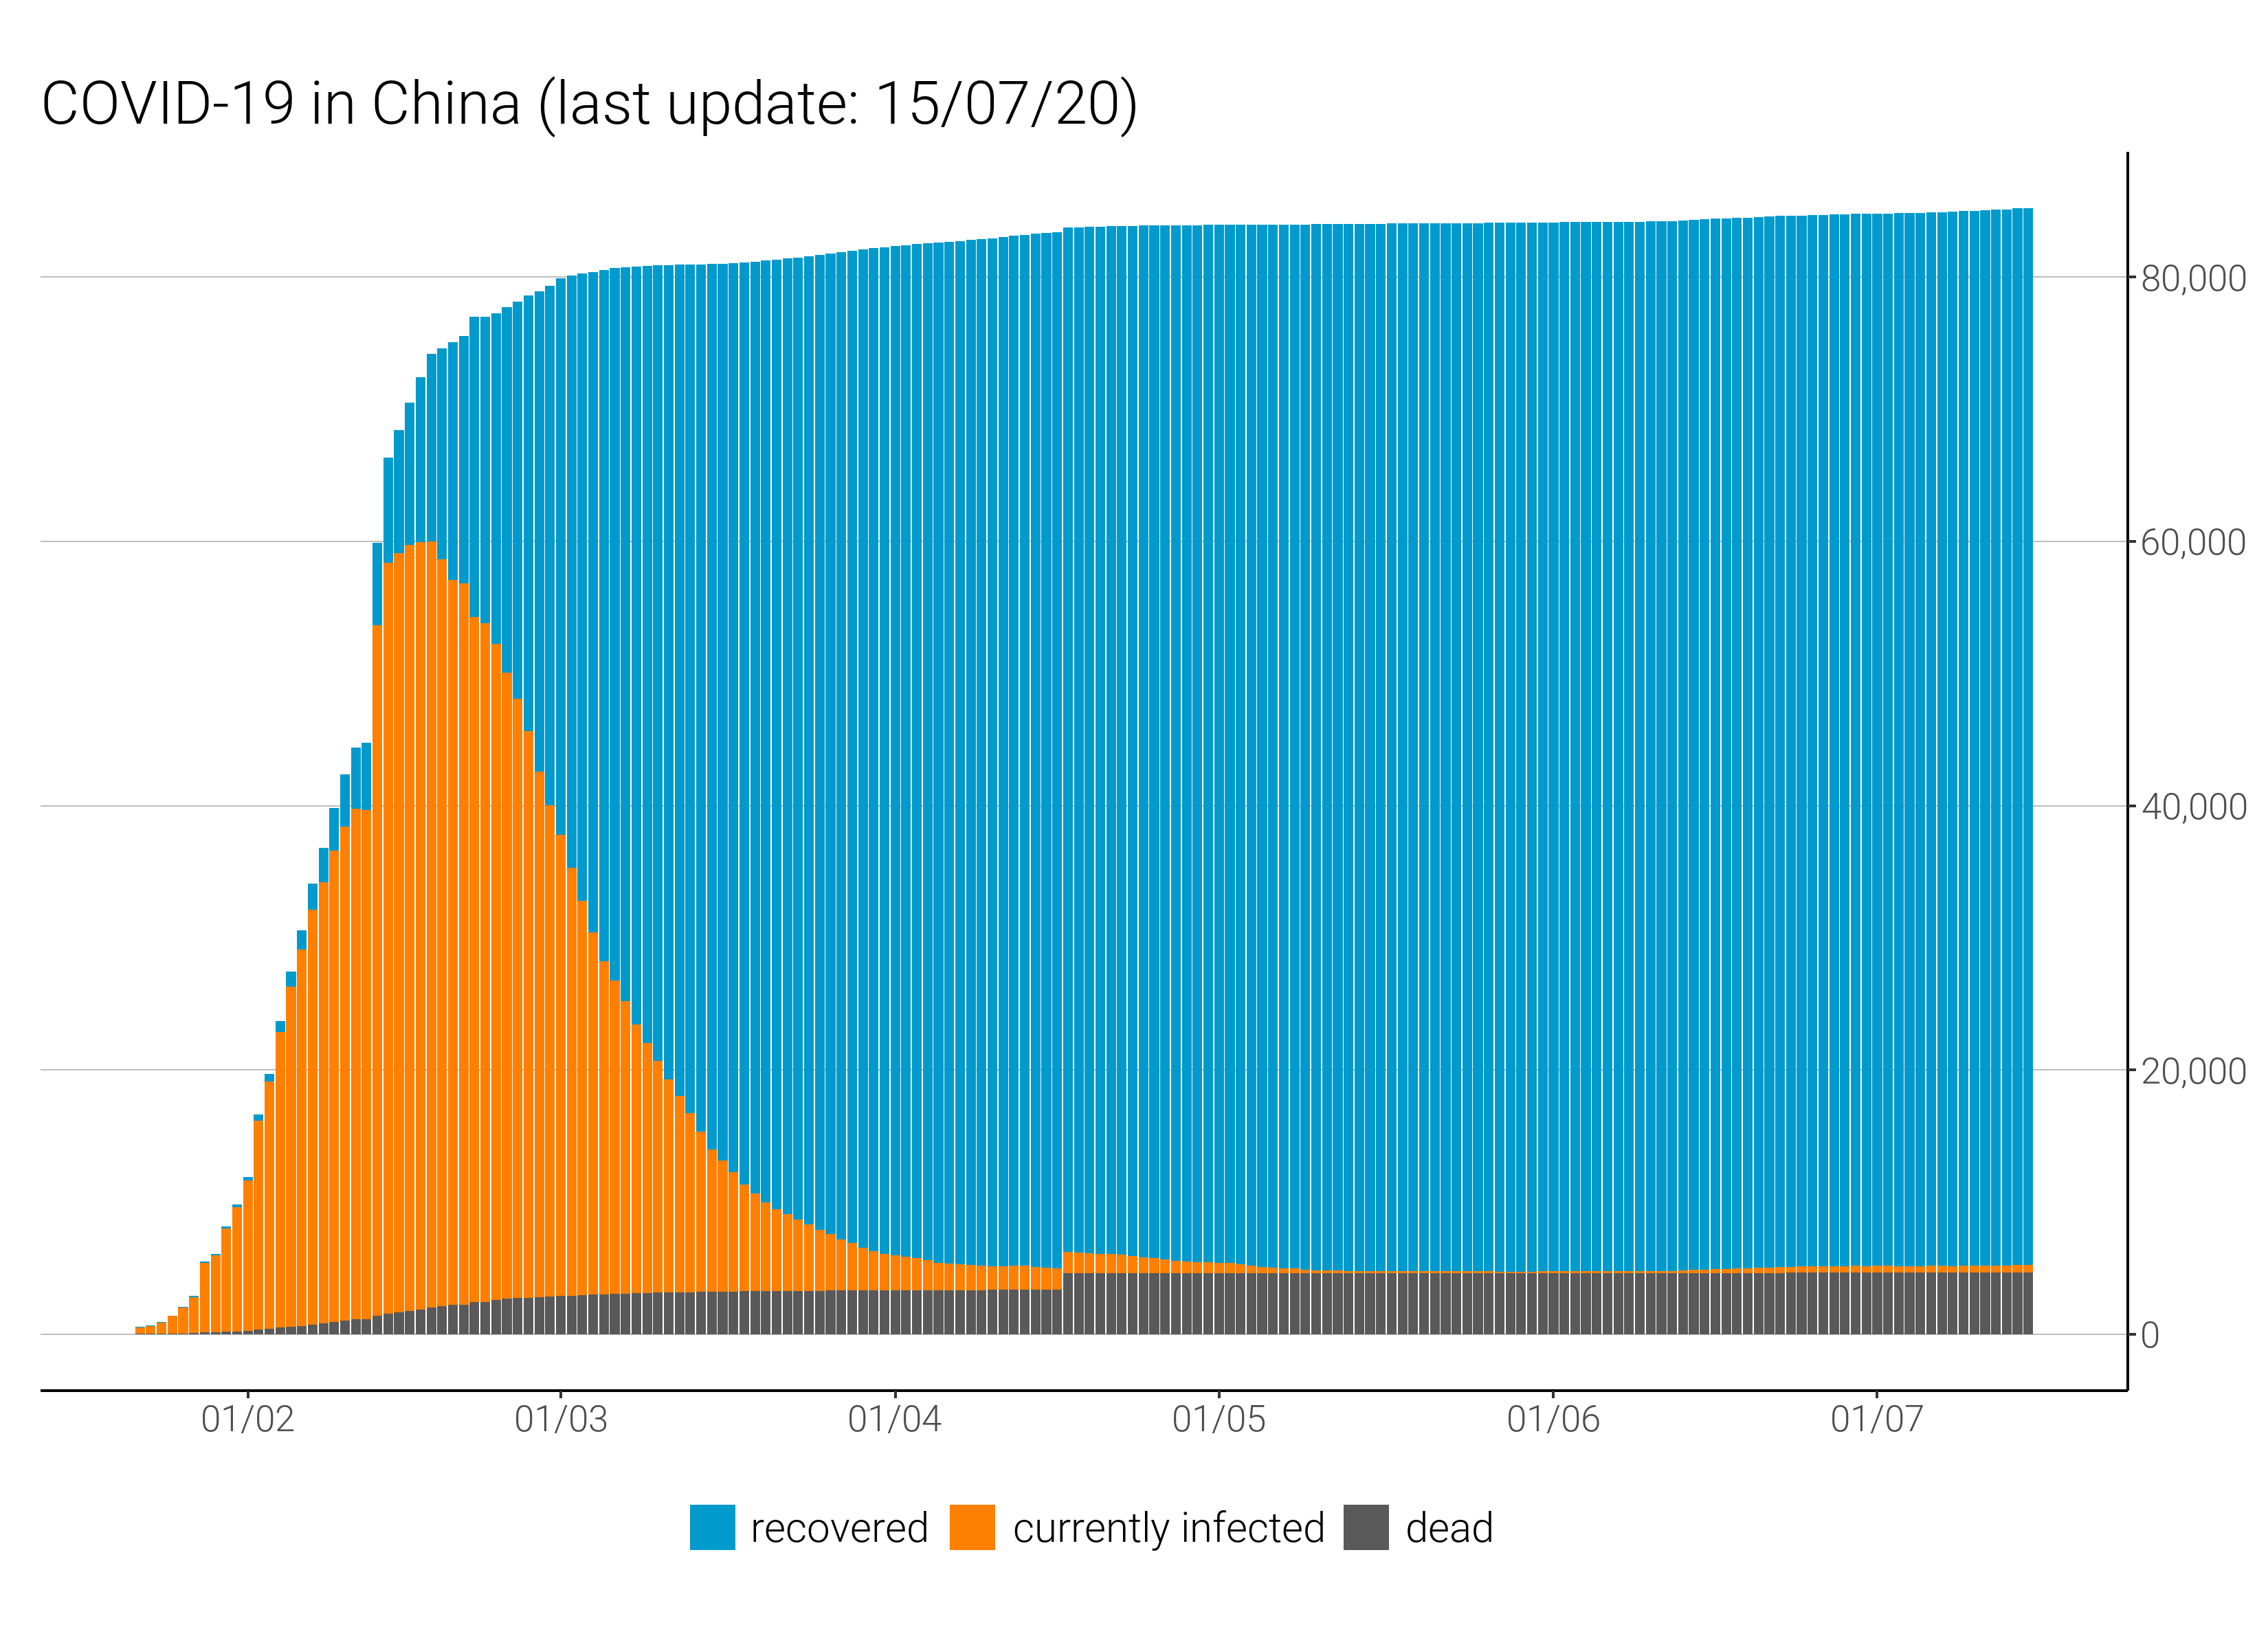 COVID-19 in China (last update: 15/07/20)
80,000
60,000
40,000
20,000
0
01/02 01/03 01/04 01/05 01/06 01/07
recovered currently infected dead